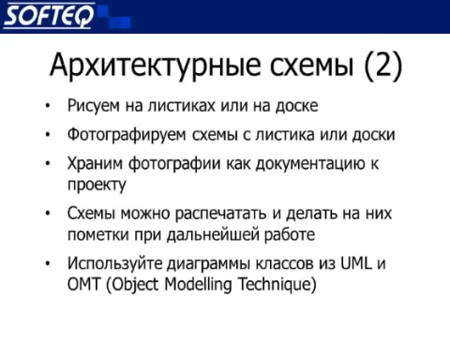 SOFTEQ
Архитектурные схемы (2)
• Рисуем на листиках или на доске
• Фотографируем схемы с листика или доски
• Храним фотографии как документацию к
проекту
• Схемы можно распечатать и делать на них
пометки при дальнейшей работе
• Используйте диаграммы классов из UML и
OMT (Object Modelling Technique)